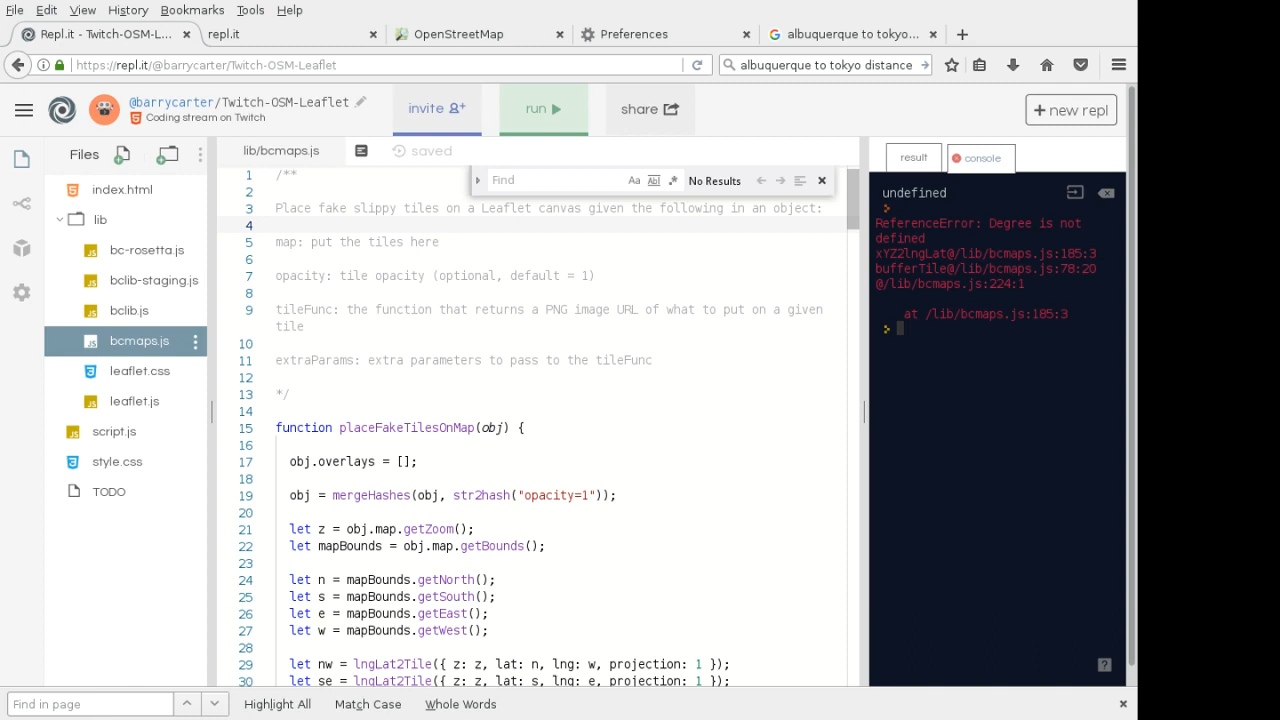 File Edit View History Bookmarks Tools Help
Repl.it - Twitch-OSM-L... × repl.it × OpenStreetMap × Preferences × albuquerque to tokyo... × +
https://repl.it/@barrycarter/Twitch-OSM-Leaflet albuquerque to tokyo distance
@barrycarter/Twitch-OSM-Leaflet
Coding stream on Twitch
invite run share + new repl
Files
index.html
lib
bc-rosetta.js
bclib-staging.js
bclib.js
bcmaps.js
leaflet.css
leaflet.js
script.js
style.css
TODO
lib/bcmaps.js saved
Find Aa Abl .* No Results
1 /**
2
3 Place fake slippy tiles on a Leaflet canvas given the following in an object:
4
5 map: put the tiles here
6
7 opacity: tile opacity (optional, default = 1)
8
9 tileFunc: the function that returns a PNG image URL of what to put on a given
tile
10
11 extraParams: extra parameters to pass to the tileFunc
12
13 */
14
15 function placeFakeTilesOnMap(obj) {
16
17 obj.overlays = [];
18
19 obj = mergeHashes(obj, str2hash("opacity=1"));
20
21 let z = obj.map.getZoom();
22 let mapBounds = obj.map.getBounds();
23
24 let n = mapBounds.getNorth();
25 let s = mapBounds.getSouth();
26 let e = mapBounds.getEast();
27 let w = mapBounds.getWest();
28
29 let nw = lngLat2Tile({ z: z, lat: n, lng: w, projection: 1 });
30 let se = lngLat2Tile({ z: z, lat: s, lng: e, projection: 1 });
result console
undefined
>
ReferenceError: Degree is not
defined
xYZ2lngLat@/lib/bcmaps.js:185:3
bufferTile@/lib/bcmaps.js:78:20
@/lib/bcmaps.js:224:1
at /lib/bcmaps.js:185:3
>
?
Find in page Highlight All Match Case Whole Words ×